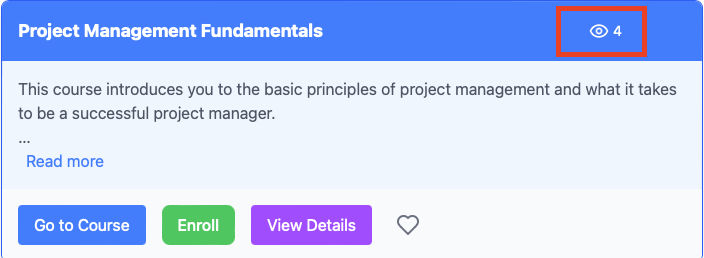 Project Management Fundamentals 4
This course introduces you to the basic principles of project management and what it takes
to be a successful project manager.
...
Read more
Go to Course Enroll View Details